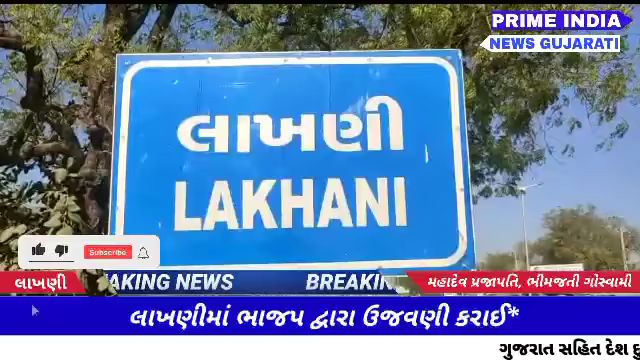 PRIME INDIA
NEWS GUJARATI
લાખણી
LAKHANI
Subscribe
લાખણી
AKING NEWS
BREAKIN
મહાદેવ પ્રજાપતિ, ભીમજતી ગોસ્વામી
લાખણીમાં ભાજપ દ્વારા ઉજવણી કરાઈ*
ગુજરાત સહિત દેશ દુ